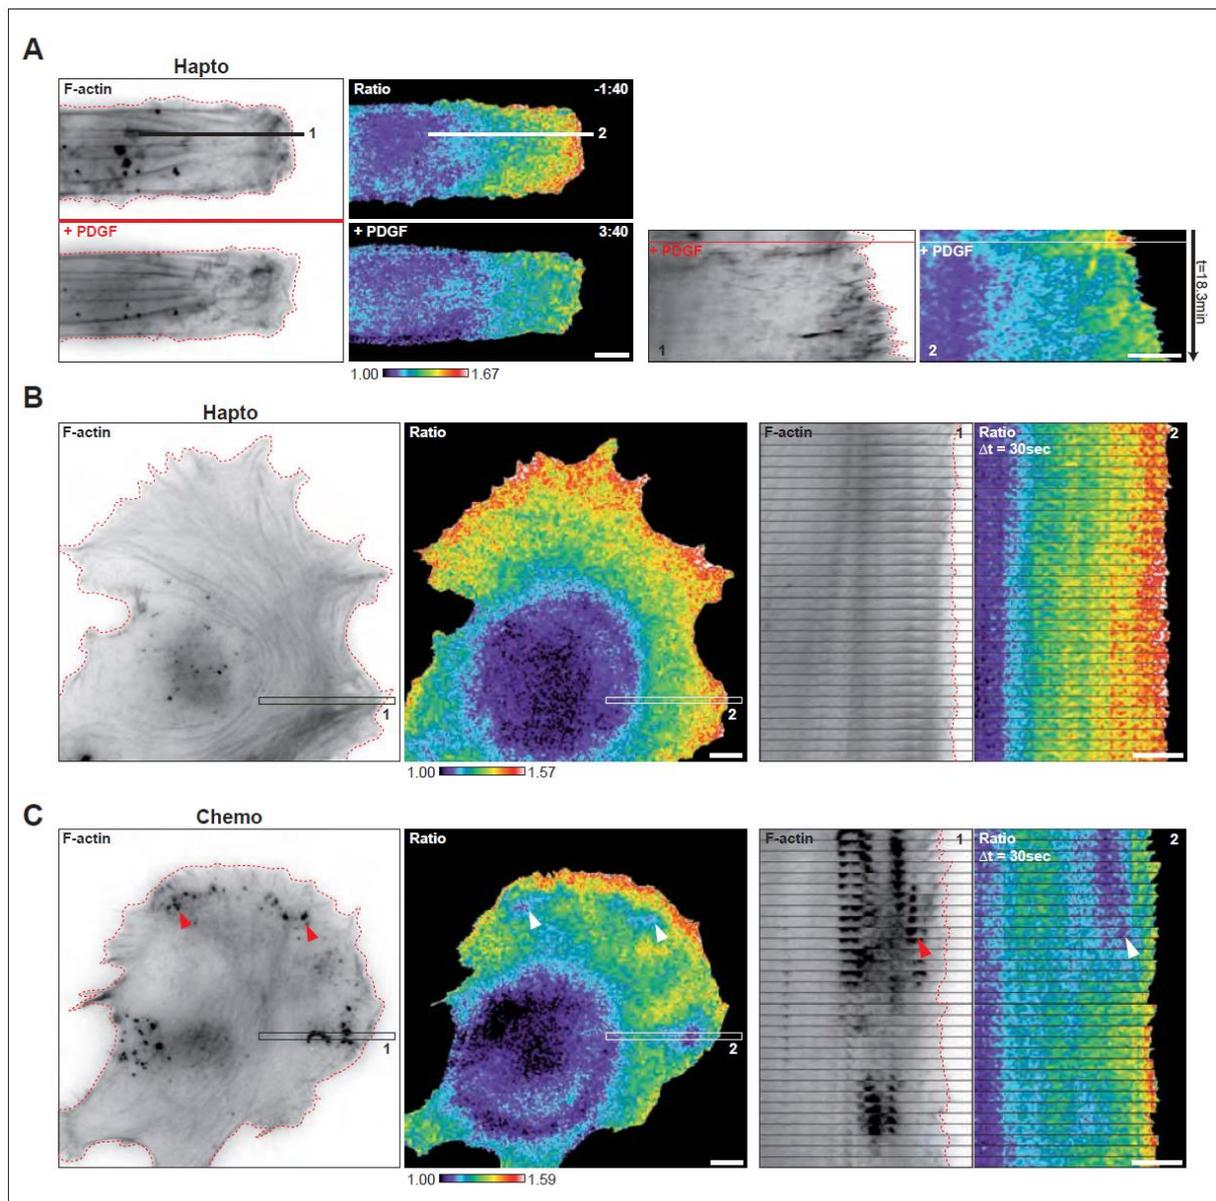 A
Hapto
F-actin
1
Ratio
-1:40
2
+ PDGF
+ PDGF
3:40
+ PDGF
1
+ PDGF
2
t=18.3min
1.00
1.67
B
Hapto
F-actin
1
Ratio
2
F-actin
1
Ratio
2
Δt = 30sec
1.00
1.57
C
Chemo
F-actin
1
Ratio
2
F-actin
1
Ratio
2
Δt = 30sec
1.00
1.59